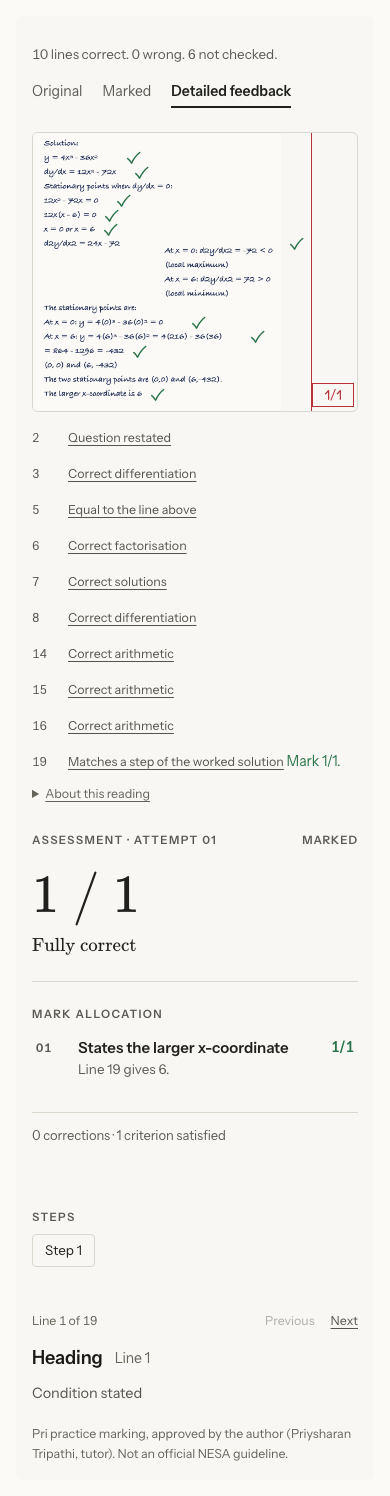 10 lines correct. 0 wrong. 6 not checked.
Original Marked Detailed feedback
Solution:
y = 4x³ - 36x²
dy/dx = 12x² - 72x
Stationary points when dy/dx = 0:
12x² - 72x = 0
12x(x - 6) = 0
x = 0 or x = 6
d2y/dx2 = 24x - 72
At x = 0: d2y/dx2 = -72 < 0
(local maximum)
At x = 6: d2y/dx2 = 72 > 0
(local minimum)
The stationary points are:
At x = 0: y = 4(0)³ - 36(0)² = 0
At x = 6: y = 4(6)³ - 36(6)² = 4(216) - 36(36)
= 864 - 1296 = -432
(0, 0) and (6, -432)
The two stationary points are (0,0) and (6,-432).
The larger x-coordinate is 6
1/1
2 Question restated
3 Correct differentiation
5 Equal to the line above
6 Correct factorisation
7 Correct solutions
8 Correct differentiation
14 Correct arithmetic
15 Correct arithmetic
16 Correct arithmetic
19 Matches a step of the worked solution Mark 1/1.
About this reading
ASSESSMENT · ATTEMPT 01 MARKED
1 / 1
Fully correct
MARK ALLOCATION
01 States the larger x-coordinate 1/1
Line 19 gives 6.
0 corrections · 1 criterion satisfied
STEPS
Step 1
Line 1 of 19 Previous Next
Heading Line 1
Condition stated
Pri practice marking, approved by the author (Priysharan
Tripathi, tutor). Not an official NESA guideline.